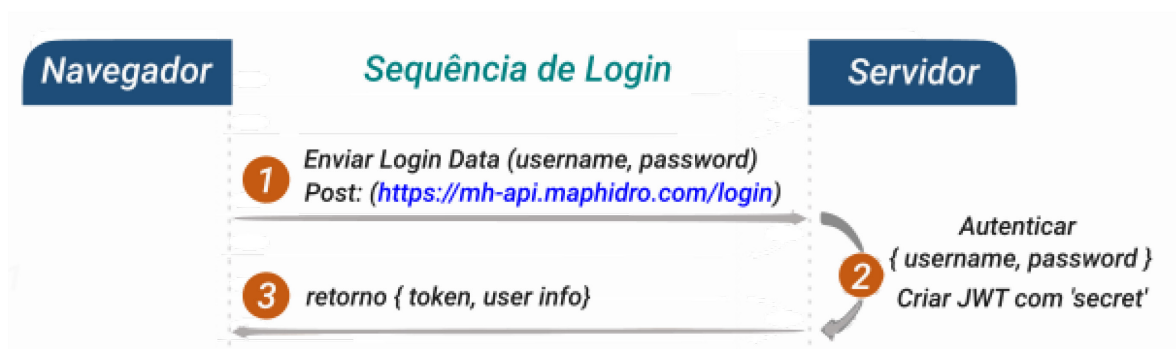 Navegador
Sequência de Login
Servidor
1
Enviar Login Data (username, password)
Post: (https://mh-api.maphidro.com/login)
Autenticar
{ username, password }
2
Criar JWT com 'secret'
3
retorno { token, user info}